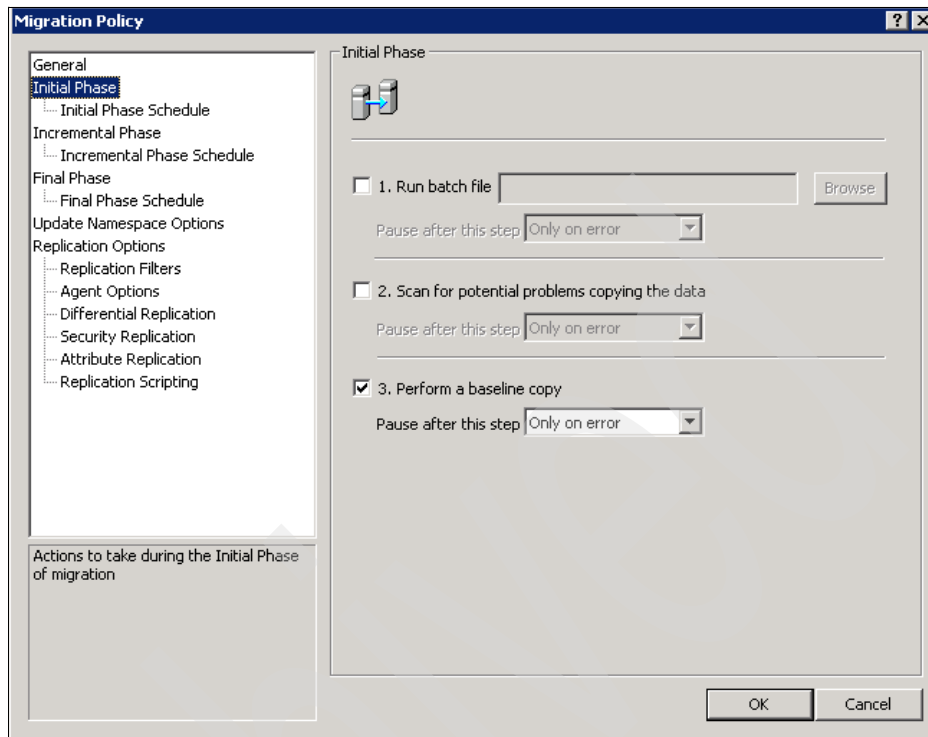 Migration Policy
General
Initial Phase
Initial Phase Schedule
Incremental Phase
Incremental Phase Schedule
Final Phase
Final Phase Schedule
Update Namespace Options
Replication Options
Replication Filters
Agent Options
Differential Replication
Security Replication
Attribute Replication
Replication Scripting
Actions to take during the Initial Phase
of migration
Initial Phase
1. Run batch file
Browse
Pause after this step Only on error
2. Scan for potential problems copying the data
Pause after this step Only on error
3. Perform a baseline copy
Pause after this step Only on error
OK Cancel